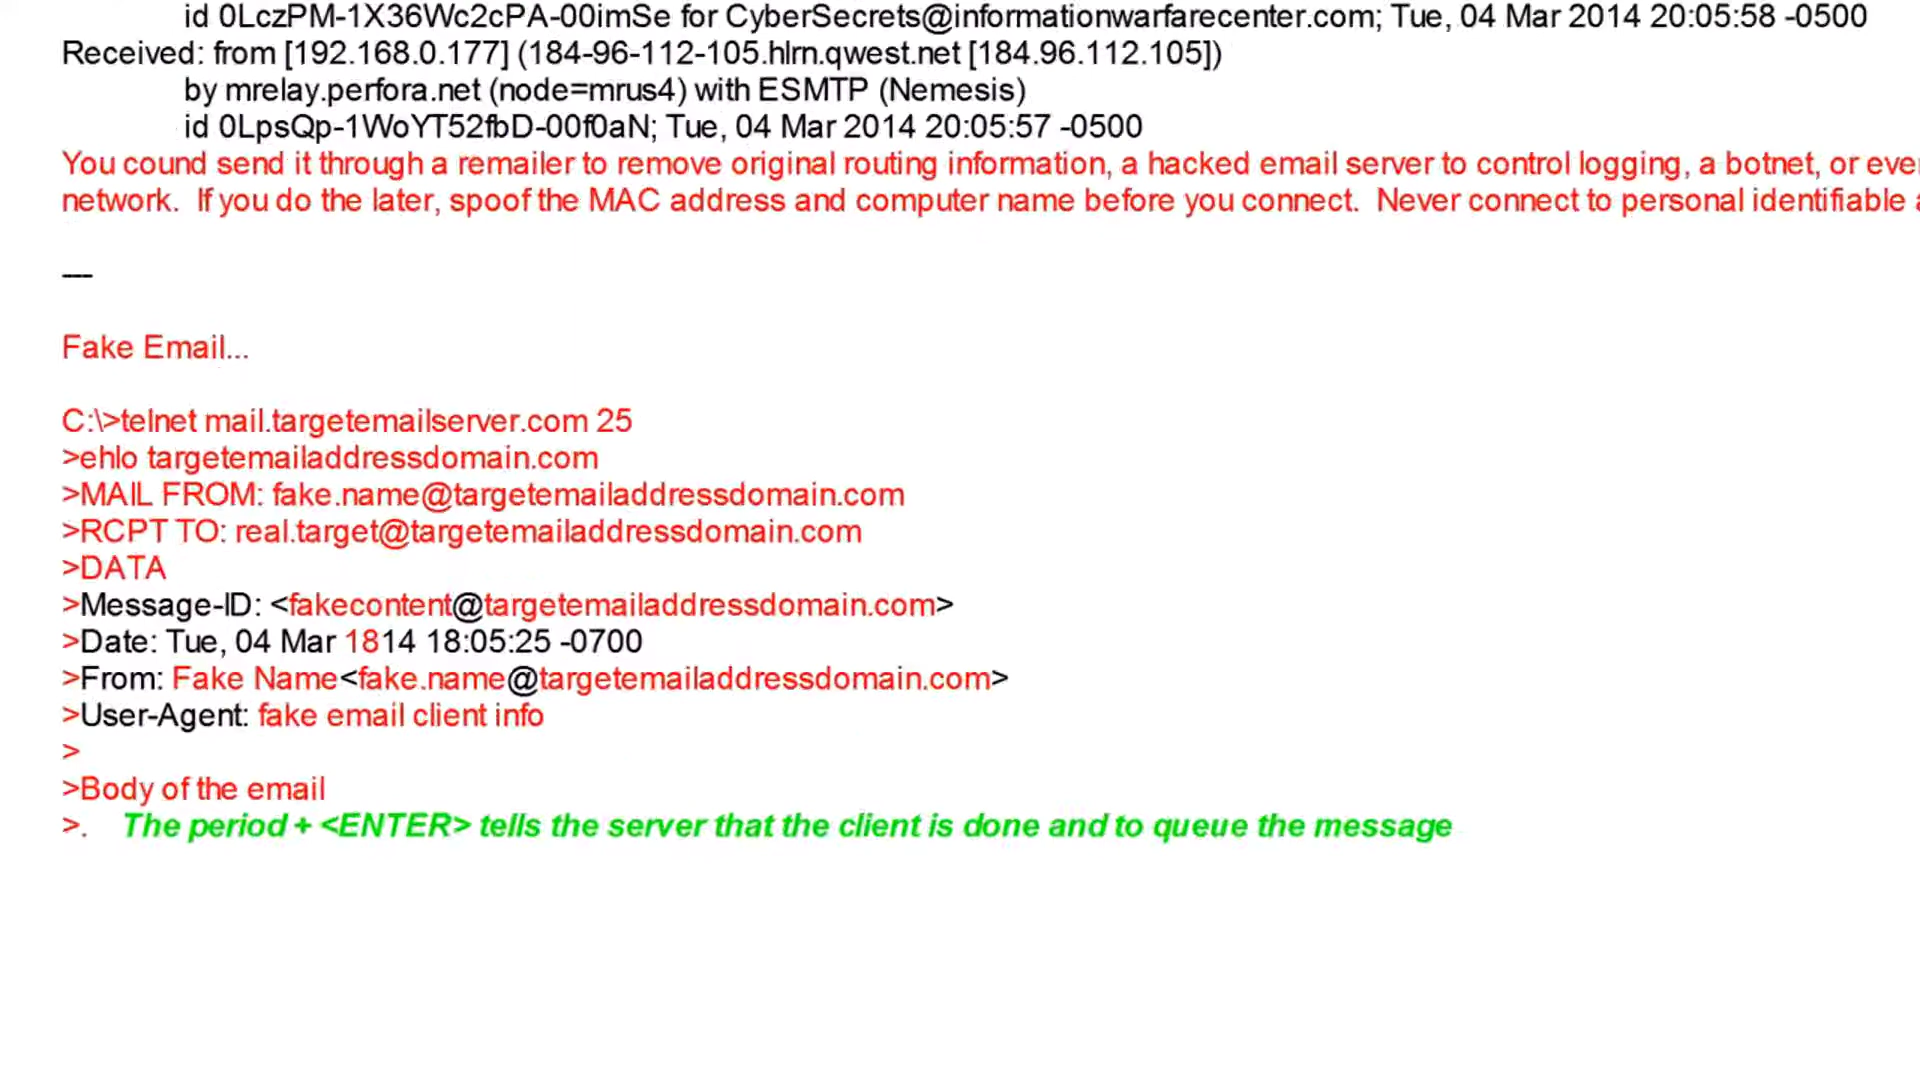 id 0LczPM-1X36Wc2cPA-00imSe for CyberSecrets@informationwarfarecenter.com; Tue, 04 Mar 2014 20:05:58 -0500
Received: from [192.168.0.177] (184-96-112-105.hlrn.qwest.net [184.96.112.105])
by mrelay.perfora.net (node=mrus4) with ESMTP (Nemesis)
id 0LpsQp-1WoYT52fbD-00f0aN; Tue, 04 Mar 2014 20:05:57 -0500
You cound send it through a remailer to remove original routing information, a hacked email server to control logging, a botnet, or
network.  If you do the later, spoof the MAC address and computer name before you connect.  Never connect to personal identifiable
---
Fake Email...
C:\>telnet mail.targetemailserver.com 25
>ehlo targetemailaddressdomain.com
>MAIL FROM: fake.name@targetemailaddressdomain.com
>RCPT TO: real.target@targetemailaddressdomain.com
>DATA
>Message-ID: <fakecontent@targetemailaddressdomain.com>
>Date: Tue, 04 Mar 1814 18:05:25 -0700
>From: Fake Name<fake.name@targetemailaddressdomain.com>
>User-Agent: fake email client info
>
>Body of the email
>.    The period + <ENTER> tells the server that the client is done and to queue the message